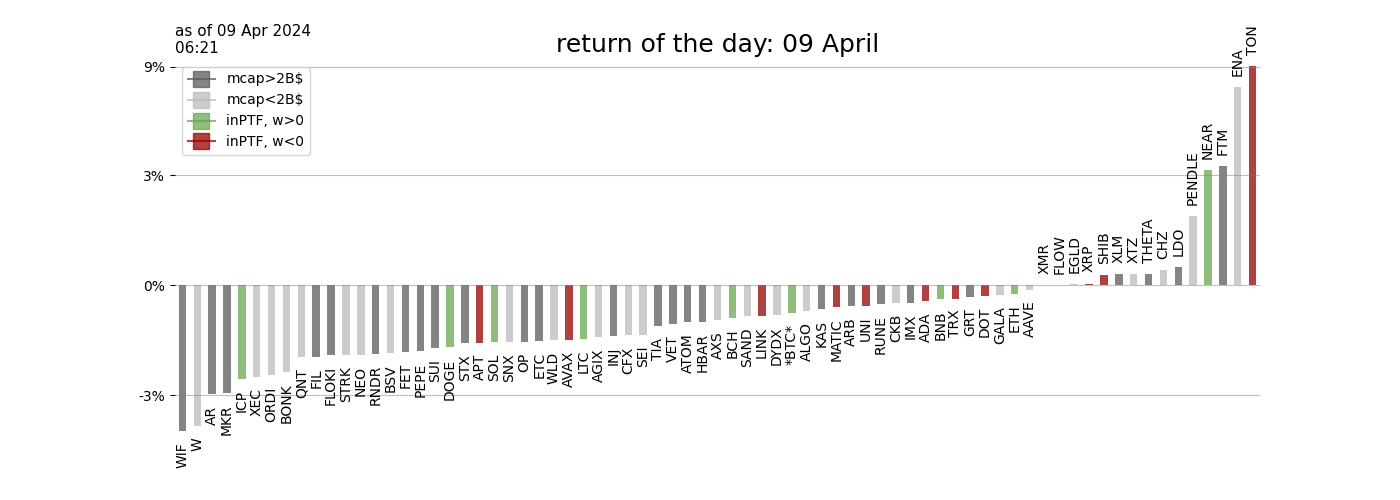 as of 09 Apr 2024
06:21
return of the day: 09 April
9%
3%
0%
-3%
mcap>2B$
mcap<2B$
inPTF, w>0
inPTF, w<0
WIF
W
AR
MKR
ICP
XEC
ORDI
BONK
QNT
FIL
FLOKI
STRK
NEO
RNDR
BSV
FET
PEPE
SUI
DOGE
STX
APT
SOL
SNX
OP
ETC
WLD
AVAX
LTC
AGIX
INJ
CFX
SEI
TIA
VET
ATOM
HBAR
AXS
BCH
SAND
LINK
DYDX
*BTC*
ALGO
KAS
MATIC
ARB
UNI
RUNE
CKB
IMX
ADA
BNB
TRX
GRT
DOT
GALA
ETH
AAVE
XMR
FLOW
EGLD
XRP
SHIB
XLM
XTZ
THETA
CHZ
LDO
PENDLE
NEAR
FTM
ENA
TON